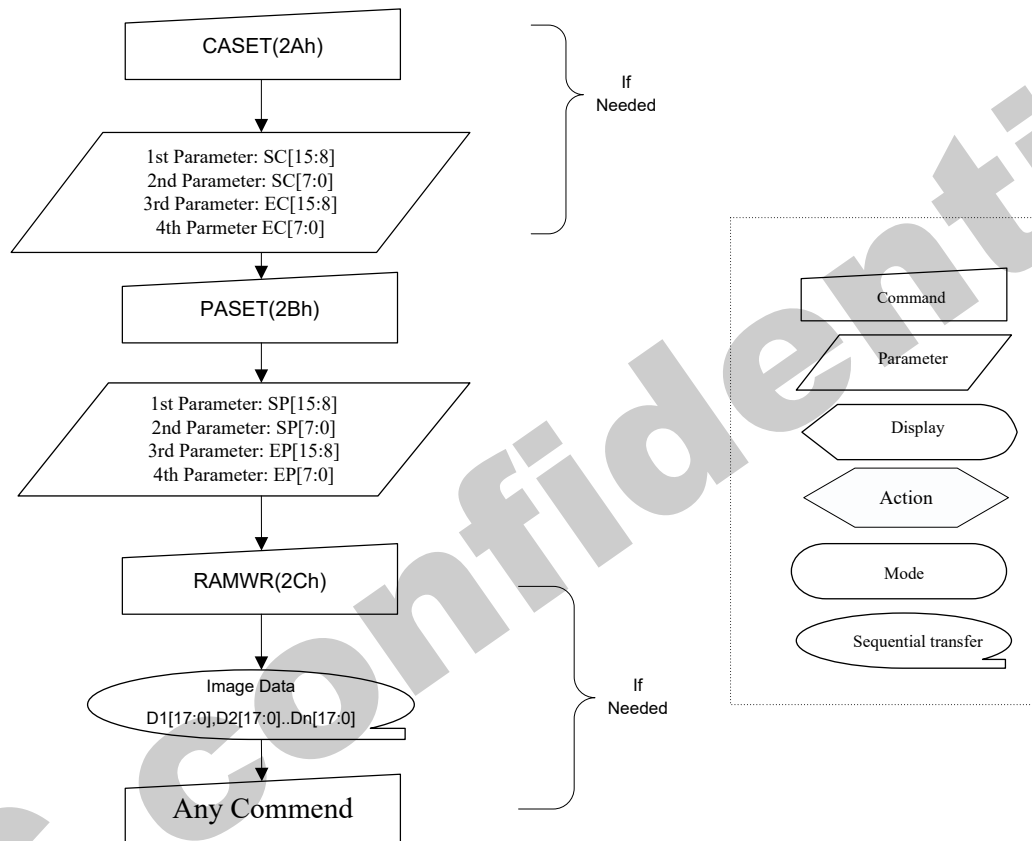 CASET(2Ah)
If
Needed
1st Parameter: SC[15:8]
2nd Parameter: SC[7:0]
3rd Parameter: EC[15:8]
4th Parmeter EC[7:0]
PASET(2Bh)
1st Parameter: SP[15:8]
2nd Parameter: SP[7:0]
3rd Parameter: EP[15:8]
4th Parameter: EP[7:0]
RAMWR(2Ch)
Image Data
D1[17:0],D2[17:0]..Dn[17:0]
If
Needed
Any Commend
Command
Parameter
Display
Action
Mode
Sequential transfer
confidenti